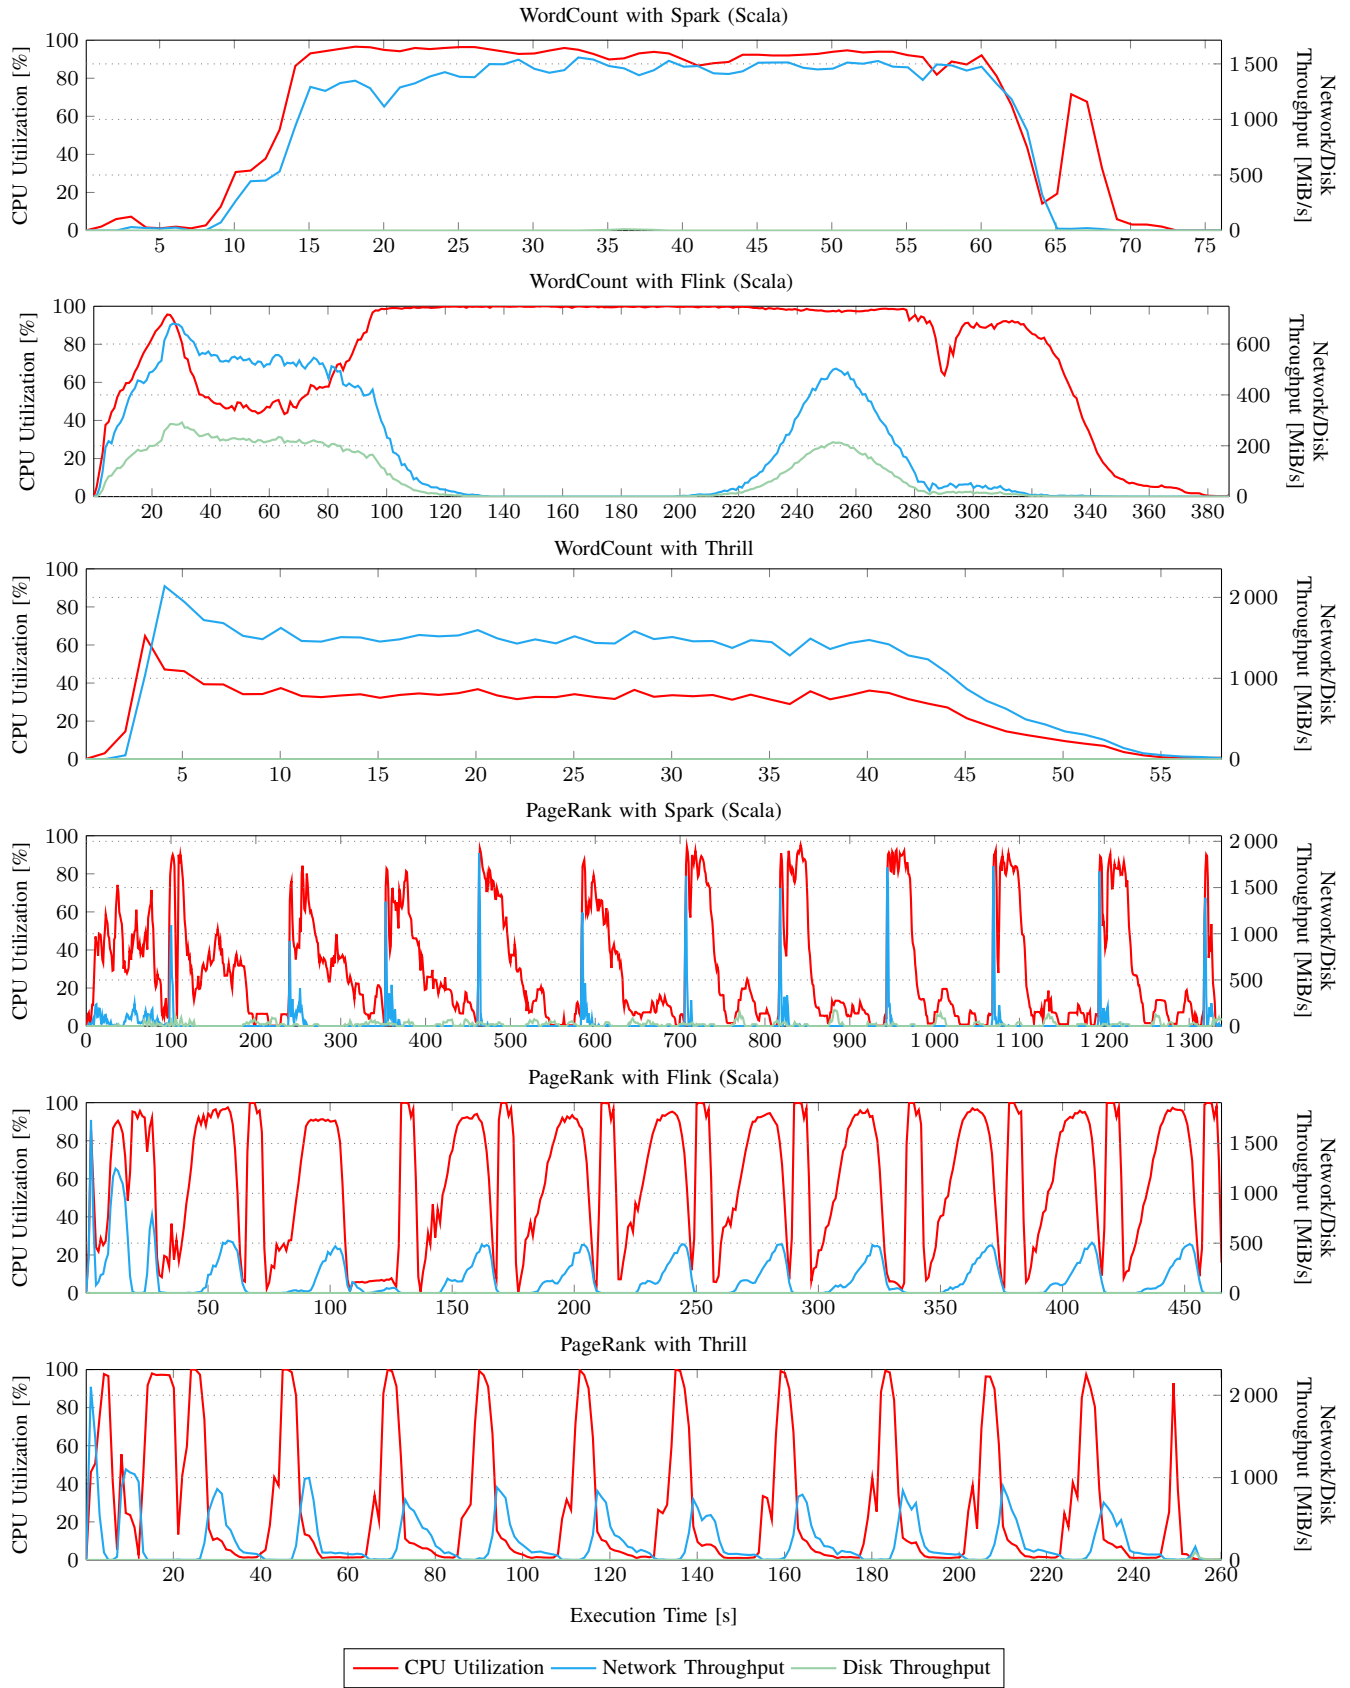 WordCount with Spark (Scala)
CPU Utilization [%]
100
80
60
40
20
0
5 10 15 20 25 30 35 40 45 50 55 60 65 70 75
1 500
1 000
500
0
Network/Disk
Throughput [MiB/s]
WordCount with Flink (Scala)
CPU Utilization [%]
100
80
60
40
20
0
20 40 60 80 100 120 140 160 180 200 220 240 260 280 300 320 340 360 380
600
400
200
0
Network/Disk
Throughput [MiB/s]
WordCount with Thrill
CPU Utilization [%]
100
80
60
40
20
0
5 10 15 20 25 30 35 40 45 50 55
2 000
1 000
0
Network/Disk
Throughput [MiB/s]
PageRank with Spark (Scala)
CPU Utilization [%]
100
80
60
40
20
0
0 100 200 300 400 500 600 700 800 900 1 000 1 100 1 200 1 300
2 000
1 500
1 000
500
0
Network/Disk
Throughput [MiB/s]
PageRank with Flink (Scala)
CPU Utilization [%]
100
80
60
40
20
0
50 100 150 200 250 300 350 400 450
1 500
1 000
500
0
Network/Disk
Throughput [MiB/s]
PageRank with Thrill
CPU Utilization [%]
100
80
60
40
20
0
20 40 60 80 100 120 140 160 180 200 220 240 260
2 000
1 000
0
Network/Disk
Throughput [MiB/s]
Execution Time [s]
CPU Utilization Network Throughput Disk Throughput